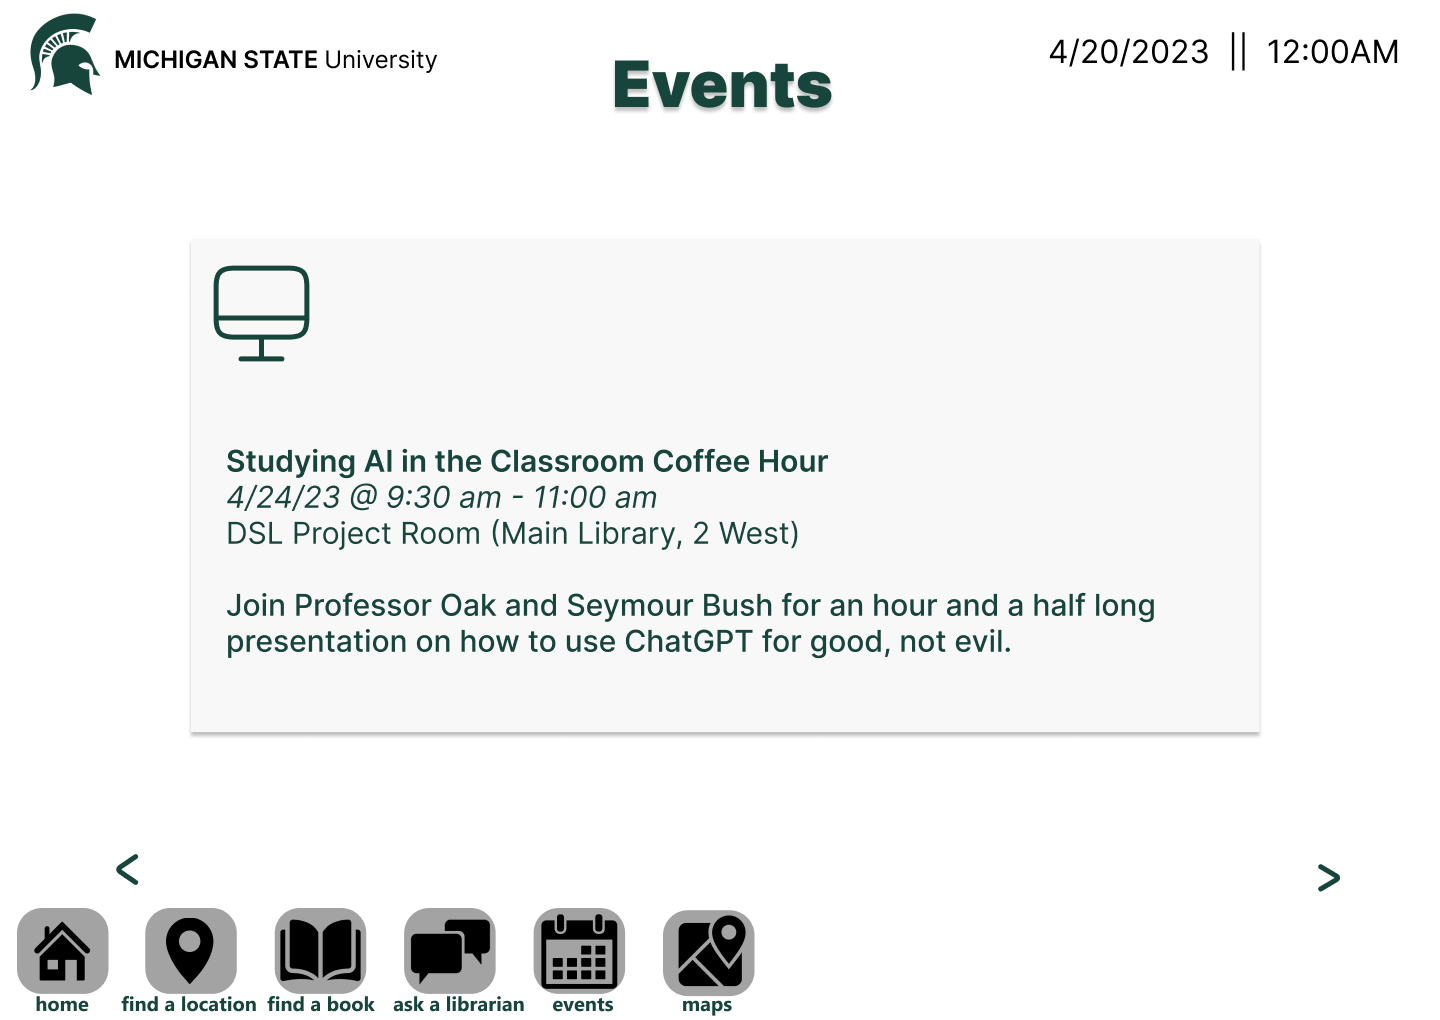 MICHIGAN STATE University
Events
4/20/2023 || 12:00AM
Studying AI in the Classroom Coffee Hour
4/24/23 @ 9:30 am - 11:00 am
DSL Project Room (Main Library, 2 West)
Join Professor Oak and Seymour Bush for an hour and a half long
presentation on how to use ChatGPT for good, not evil.
< >
home find a location find a book ask a librarian events maps